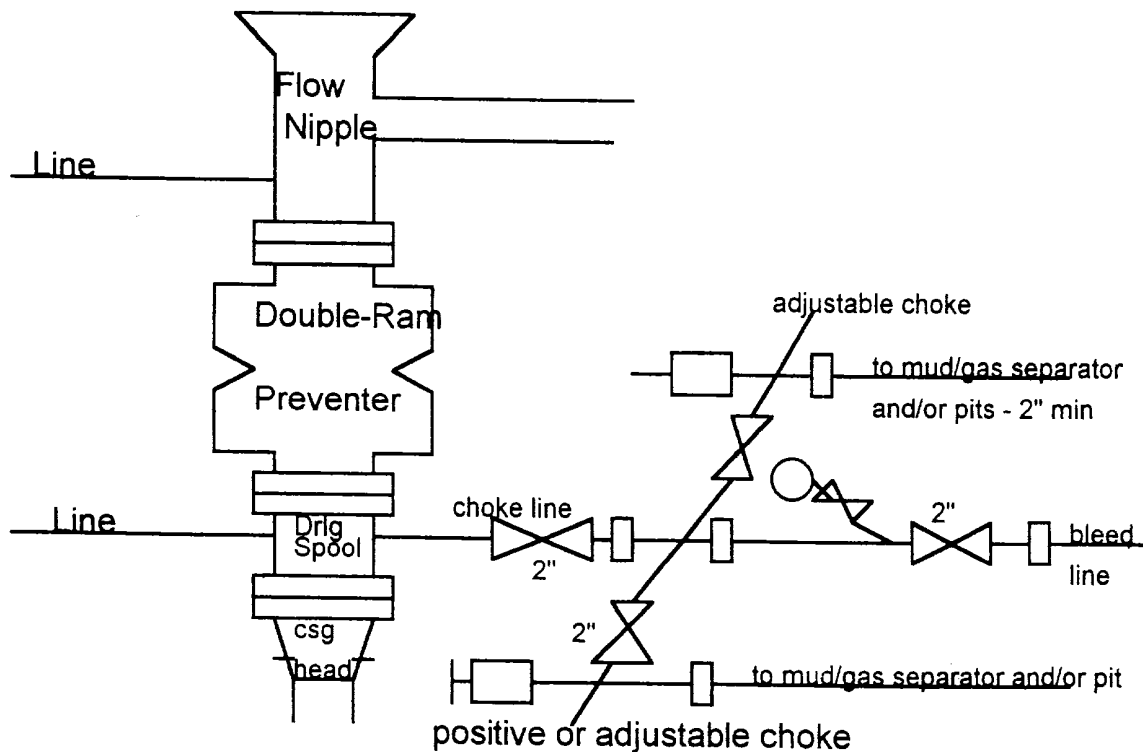 Flow
Nipple
Line
Double-Ram
Preventer
adjustable choke
to mud/gas separator
and/or pits - 2" min
Line
Drlg
Spool
choke line
2"
2"
bleed
line
csg
head
2"
to mud/gas separator and/or pit
positive or adjustable choke